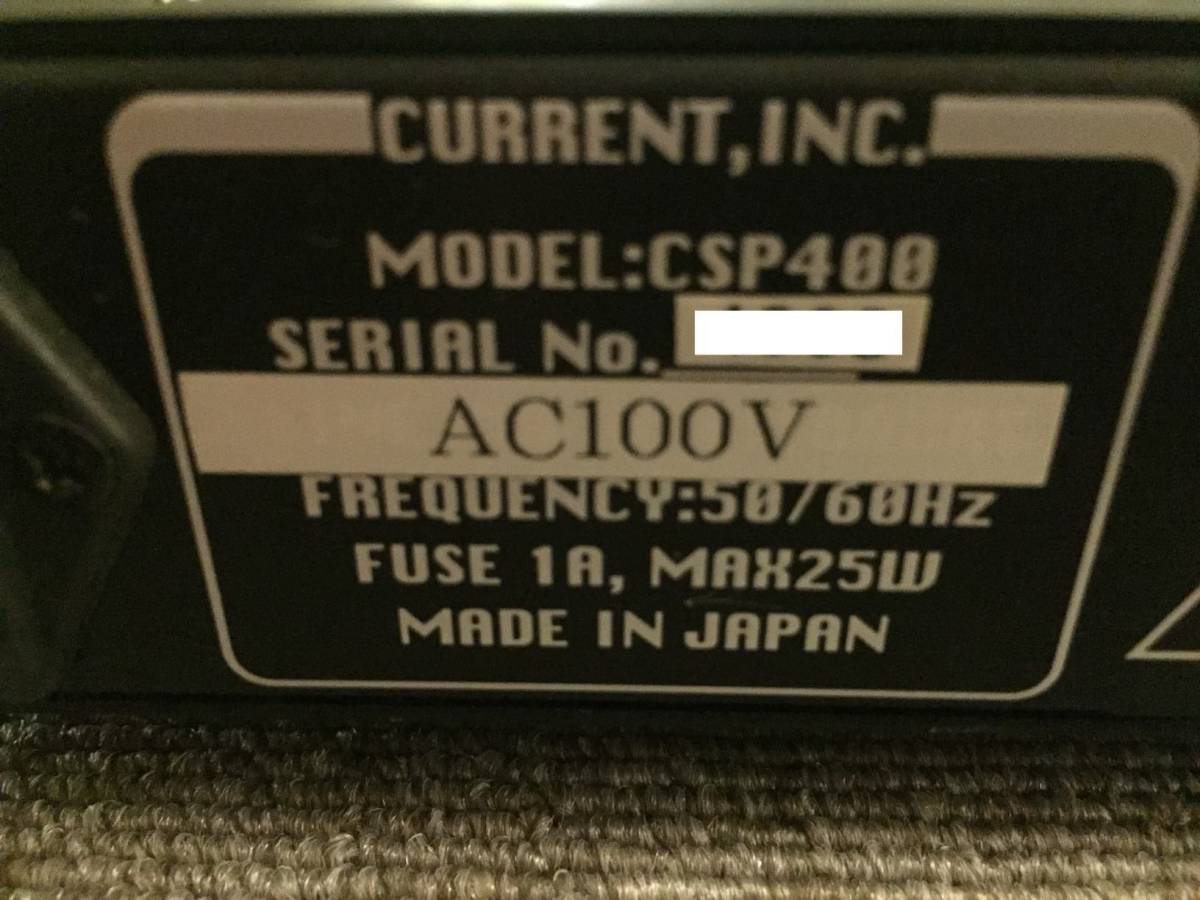 CURRENT,INC.
MODEL:CSP400
SERIAL No.
AC100V
FREQUENCY:50/60Hz
FUSE 1A, MAX25W
MADE IN JAPAN